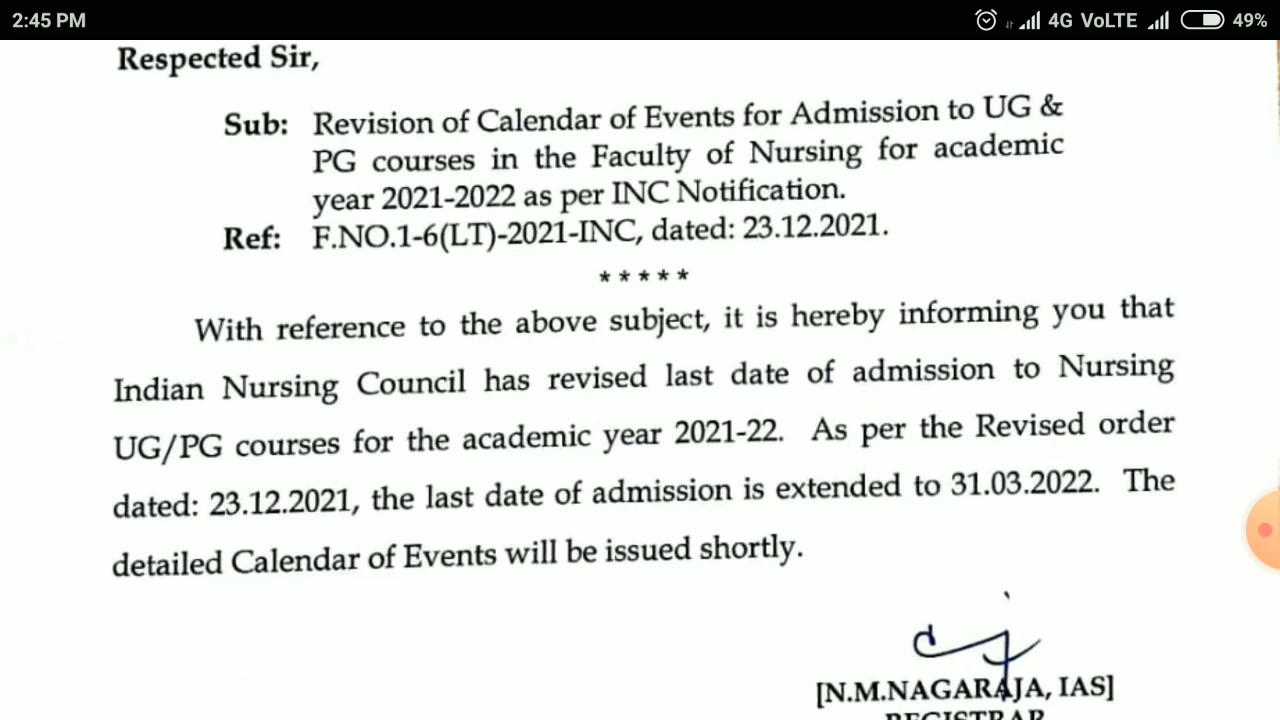 2:45 PM 4G VoLTE 49%
Respected Sir,
Sub: Revision of Calendar of Events for Admission to UG &
PG courses in the Faculty of Nursing for academic
year 2021-2022 as per INC Notification.
Ref: F.NO.1-6(LT)-2021-INC, dated: 23.12.2021.
*****
With reference to the above subject, it is hereby informing you that
Indian Nursing Council has revised last date of admission to Nursing
UG/PG courses for the academic year 2021-22. As per the Revised order
dated: 23.12.2021, the last date of admission is extended to 31.03.2022. The
detailed Calendar of Events will be issued shortly.
[N.M.NAGARAJA, IAS]
REGISTRAR